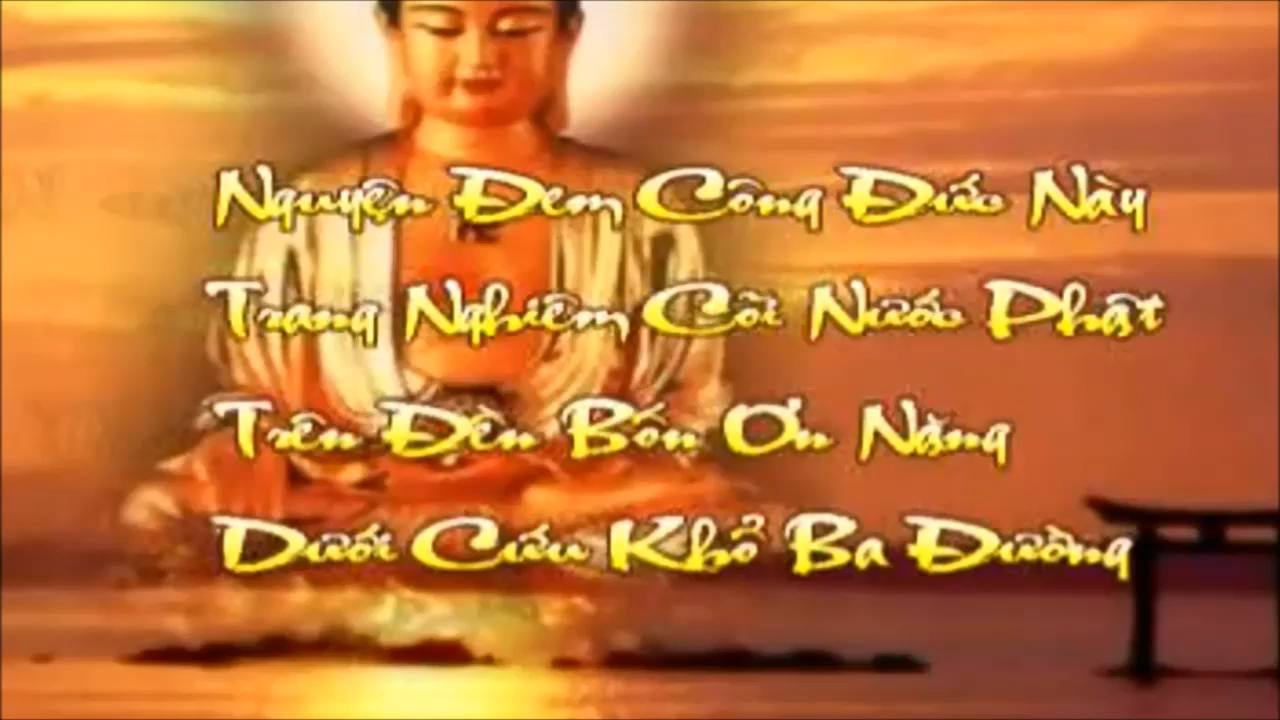 Nguyện Đem Công Đức Này
Trang Nghiêm Cõi Nước Phật
Trên Đền Bốn Ơn Nặng
Dưới Cứu Khổ Ba Đường